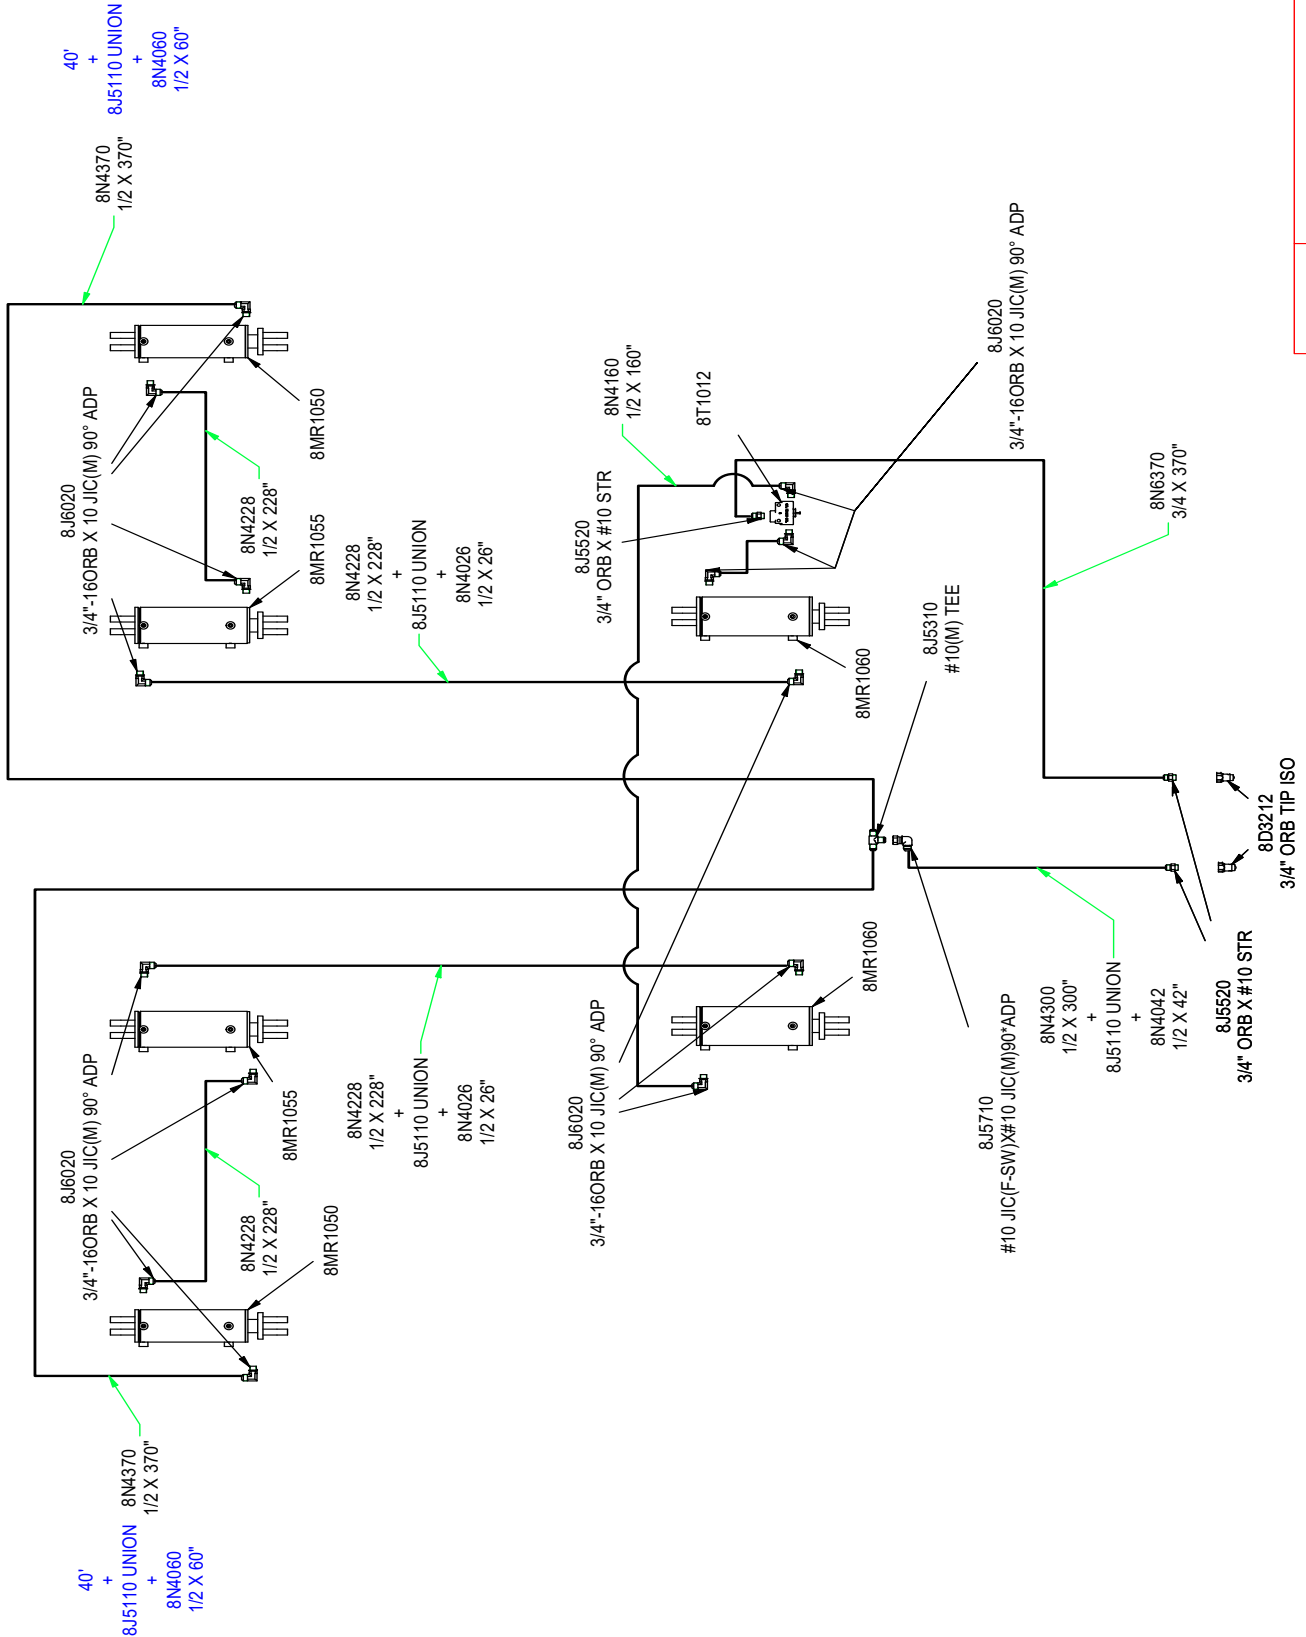 40'
+
8J5110 UNION
+
8N4060
1/2 X 60"
8N4370
1/2 X 370"
8J6020
3/4"-16ORB X 10 JIC(M) 90° ADP
8N4228
1/2 X 228"
8MR1050
8MR1055
8N4228
1/2 X 228"
+
8J5110 UNION
+
8N4026
1/2 X 26"
8J5520
3/4" ORB X #10 STR
8N4160
1/2 X 160"
8T1012
8J6020
3/4"-16ORB X 10 JIC(M) 90° ADP
8N6370
3/4 X 370"
8MR1060
8J5310
#10(M) TEE
8D3212
3/4" ORB TIP ISO
8J5520
3/4" ORB X #10 STR
8N4300
1/2 X 300"
+
8J5110 UNION
+
8N4042
1/2 X 42"
8J5710
#10 JIC(F-SW)X#10 JIC(M)90*ADP
8MR1060
8J6020
3/4"-16ORB X 10 JIC(M) 90° ADP
8N4228
1/2 X 228"
+
8J5110 UNION
+
8N4026
1/2 X 26"
8J6020
3/4"-16ORB X 10 JIC(M) 90° ADP
8MR1055
8N4228
1/2 X 228"
8MR1050
8N4370
1/2 X 370"
40'
+
8J5110 UNION
+
8N4060
1/2 X 60"